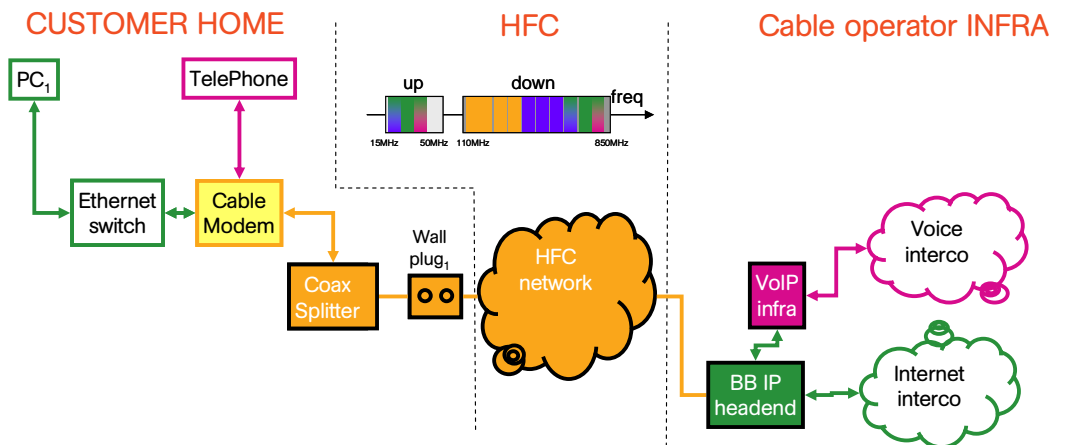 CUSTOMER HOME
HFC
Cable operator INFRA
PC1
TelePhone
up
down
freq
15MHz
50MHz
110MHz
850MHz
Ethernet
switch
Cable
Modem
Coax
Splitter
Wall
plug1
HFC
network
VoIP
infra
Voice
interco
BB IP
headend
Internet
interco